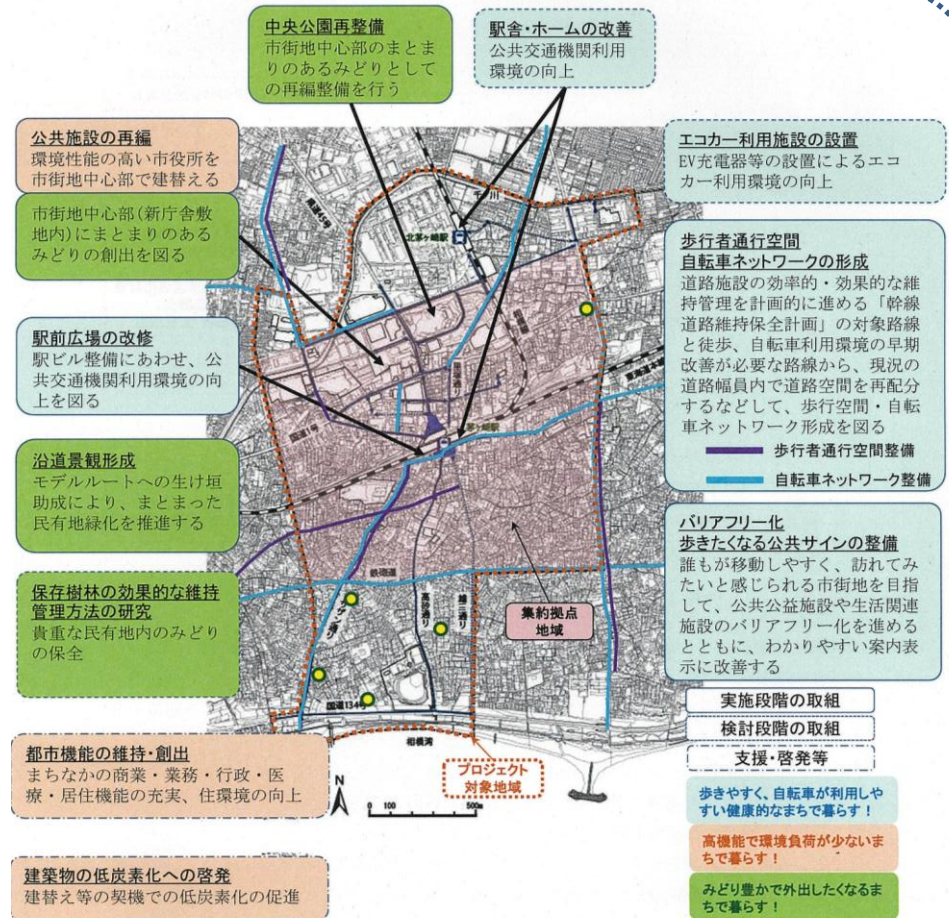 中央公園再整備
市街地中心部のまとまりのあるみどりとしての再編整備を行う
駅舎・ホームの改善
公共交通機関利用環境の向上
公共施設の再編
環境性能の高い市役所を市街地中心部で建替える
市街地中心部(新庁舎敷地内)にまとまりのあるみどりの創出を図る
駅前広場の改修
駅ビル整備にあわせ、公共交通機関利用環境の向上を図る
沿道景観形成
モデルルートへの生け垣助成により、まとまった民有地緑化を推進する
保存樹林の効果的な維持管理方法の研究
貴重な民有地内のみどりの保全
都市機能の維持・創出
まちなかの商業・業務・行政・医療・居住機能の充実、住環境の向上
建築物の低炭素化への啓発
建替え等の契機での低炭素化の促進
北茅ヶ崎駅
茅ヶ崎駅
国道1号
東海道本線
鉄砲道
サザン通り
高砂通り
国道134号
相模湾
集約拠点
地域
プロジェクト
対象地域
N
0 100 500m
エコカー利用施設の設置
EV充電器等の設置によるエコカー利用環境の向上
歩行者通行空間
自転車ネットワークの形成
道路施設の効率的・効果的な維持管理を計画的に進める「幹線道路維持保全計画」の対象路線と徒歩、自転車利用環境の早期改善が必要な路線から、現況の道路幅員内で道路空間を再配分するなどして、歩行空間・自転車ネットワーク形成を図る
歩行者通行空間整備
自転車ネットワーク整備
バリアフリー化
歩きたくなる公共サインの整備
誰もが移動しやすく、訪れてみたいと感じられる市街地を目指して、公共公益施設や生活関連施設のバリアフリー化を進めるとともに、わかりやすい案内表示に改善する
実施段階の取組
検討段階の取組
支援・啓発等
歩きやすく、自転車が利用しやすい健康的なまちで暮らす！
高機能で環境負荷が少ないまちで暮らす！
みどり豊かで外出したくなるまちで暮らす！